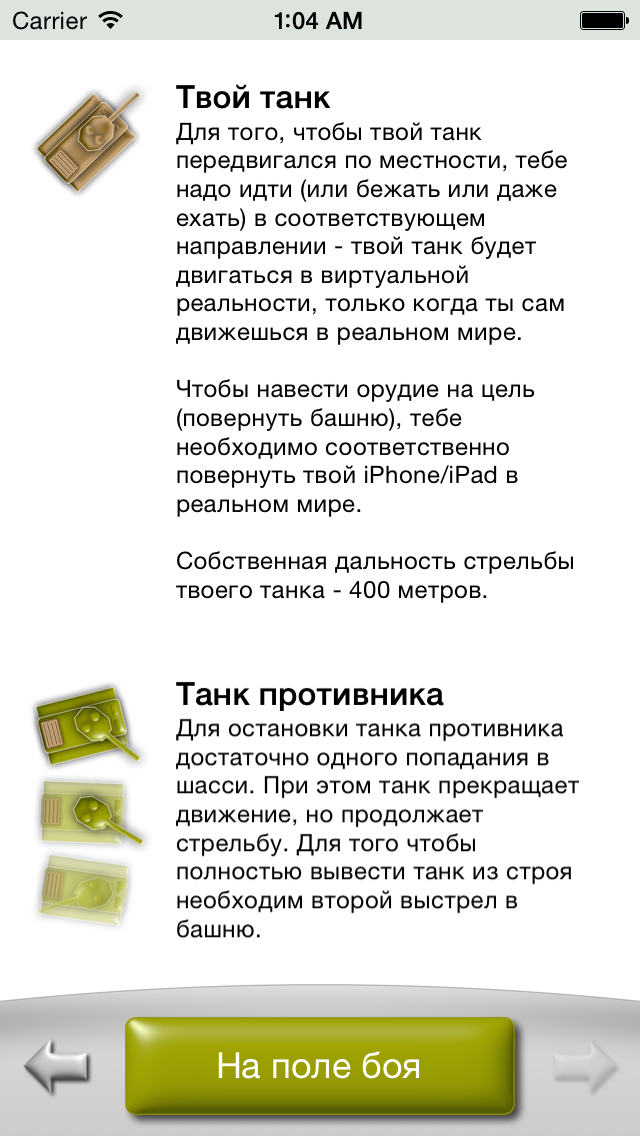 Carrier
1:04 AM
Твой танк
Для того, чтобы твой танк
передвигался по местности, тебе
надо идти (или бежать или даже
ехать) в соответствующем
направлении - твой танк будет
двигаться в виртуальной
реальности, только когда ты сам
движешься в реальном мире.
Чтобы навести орудие на цель
(повернуть башню), тебе
необходимо соответственно
повернуть твой iPhone/iPad в
реальном мире.
Собственная дальность стрельбы
твоего танка - 400 метров.
Танк противника
Для остановки танка противника
достаточно одного попадания в
шасси. При этом танк прекращает
движение, но продолжает
стрельбу. Для того чтобы
полностью вывести танк из строя
необходим второй выстрел в
башню.
На поле боя